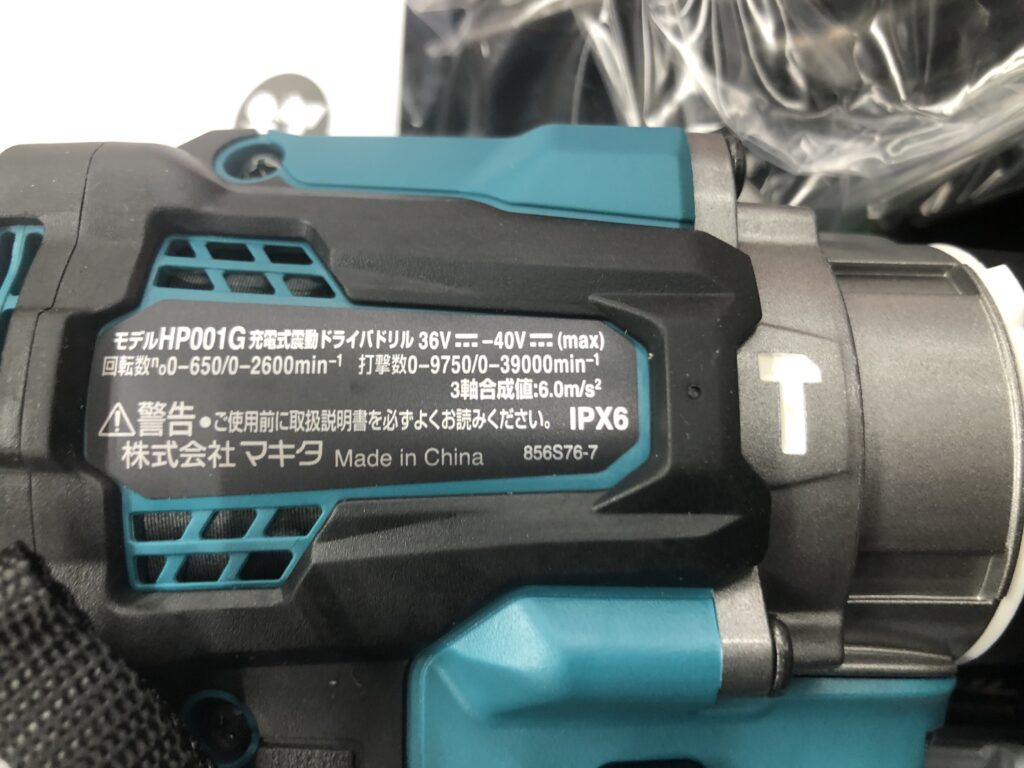 モデルHP001G 充電式震動ドライバドリル 36V⎓-40V⎓(max)
回転数n₀0-650/0-2600min⁻¹ 打撃数0-9750/0-39000min⁻¹
3軸合成値:6.0m/s²
⚠警告●ご使用前に取扱説明書を必ずよくお読みください。 IPX6
株式会社 マキタ Made in China 856S76-7